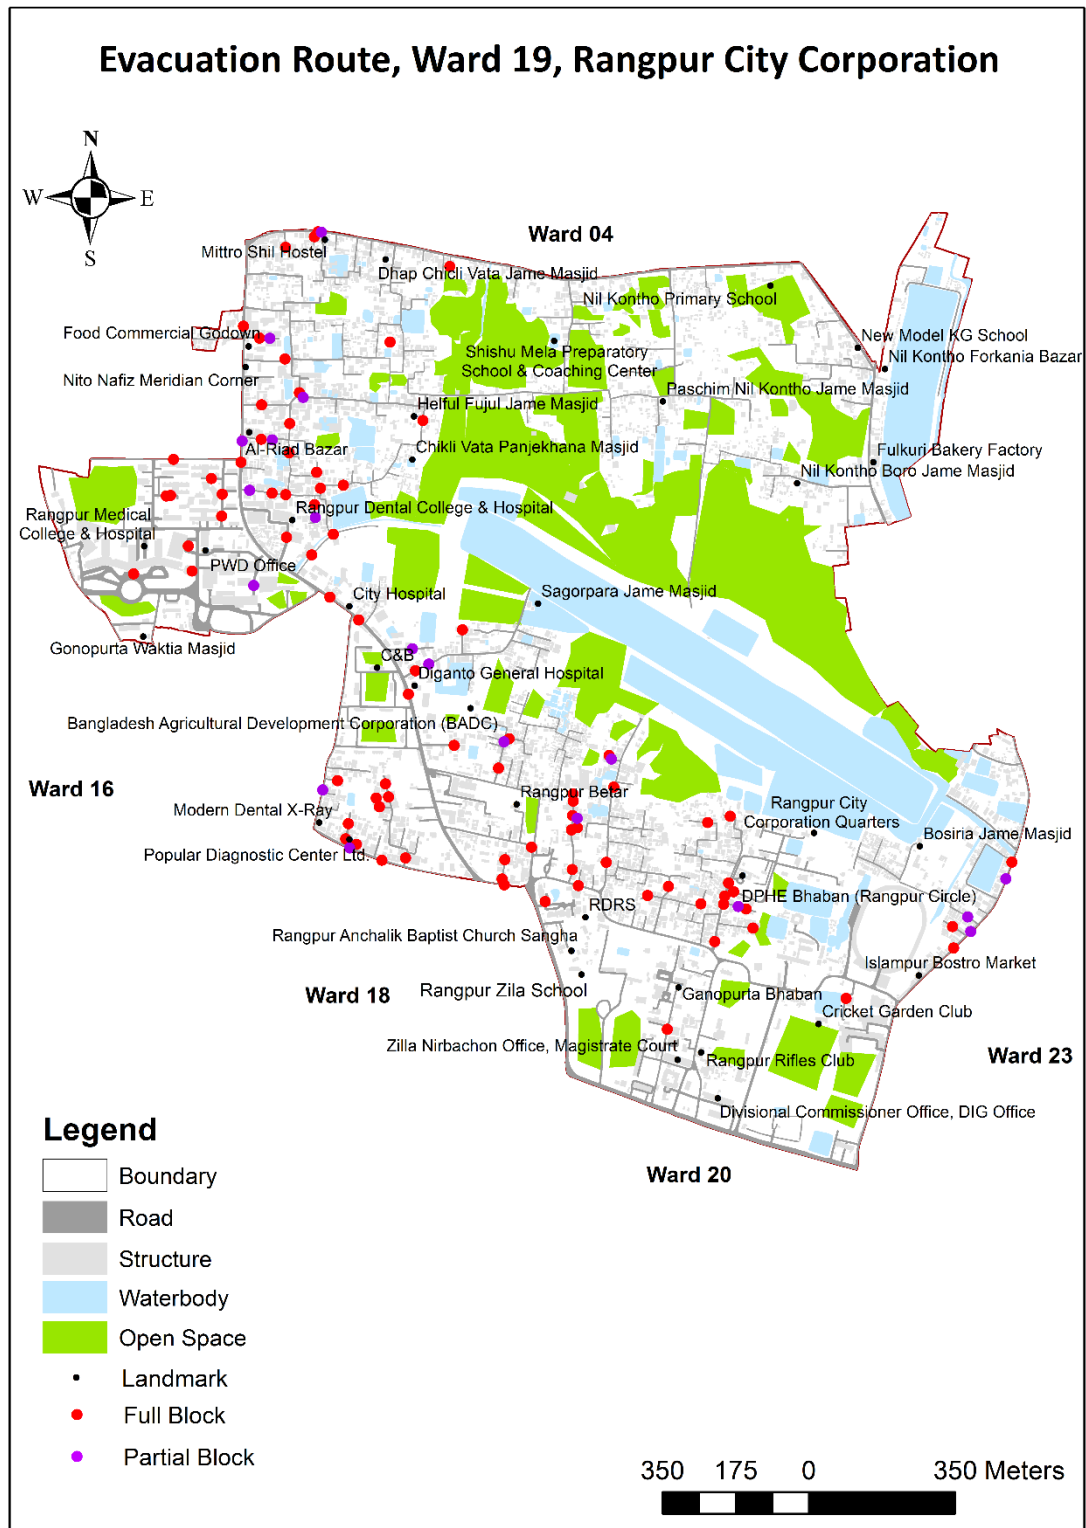 Evacuation Route, Ward 19, Rangpur City Corporation
N
W
E
S
Ward 04
Mittro Shil Hostel
Dhap Chicli Vata Jame Masjid
Nil Kontho Primary School
Food Commercial Godown
New Model KG School
Shishu Mela Preparatory
School & Coaching Center
Nil Kontho Forkania Bazar
Nito Nafiz Meridian Corner
Paschim Nil Kontho Jame Masjid
Helful Fujul Jame Masjid
Al-Riad Bazar
Chikli Vata Panjekhana Masjid
Fulkuri Bakery Factory
Nil Kontho Boro Jame Masjid
Rangpur Medical
College & Hospital
Rangpur Dental College & Hospital
PWD Office
City Hospital
Sagorpara Jame Masjid
Gonopurta Waktia Masjid
C&B
Diganto General Hospital
Bangladesh Agricultural Development Corporation (BADC)
Ward 16
Rangpur Betar
Rangpur City
Corporation Quarters
Modern Dental X-Ray
Bosiria Jame Masjid
Popular Diagnostic Center Ltd.
DPHE Bhaban (Rangpur Circle)
RDRS
Rangpur Anchalik Baptist Church Sangha
Islampur Bostro Market
Ward 18
Rangpur Zila School
Ganopurta Bhaban
Cricket Garden Club
Zilla Nirbachon Office, Magistrate Court
Rangpur Rifles Club
Ward 23
Divisional Commissioner Office, DIG Office
Ward 20
Legend
Boundary
Road
Structure
Waterbody
Open Space
Landmark
Full Block
Partial Block
350 175 0 350 Meters